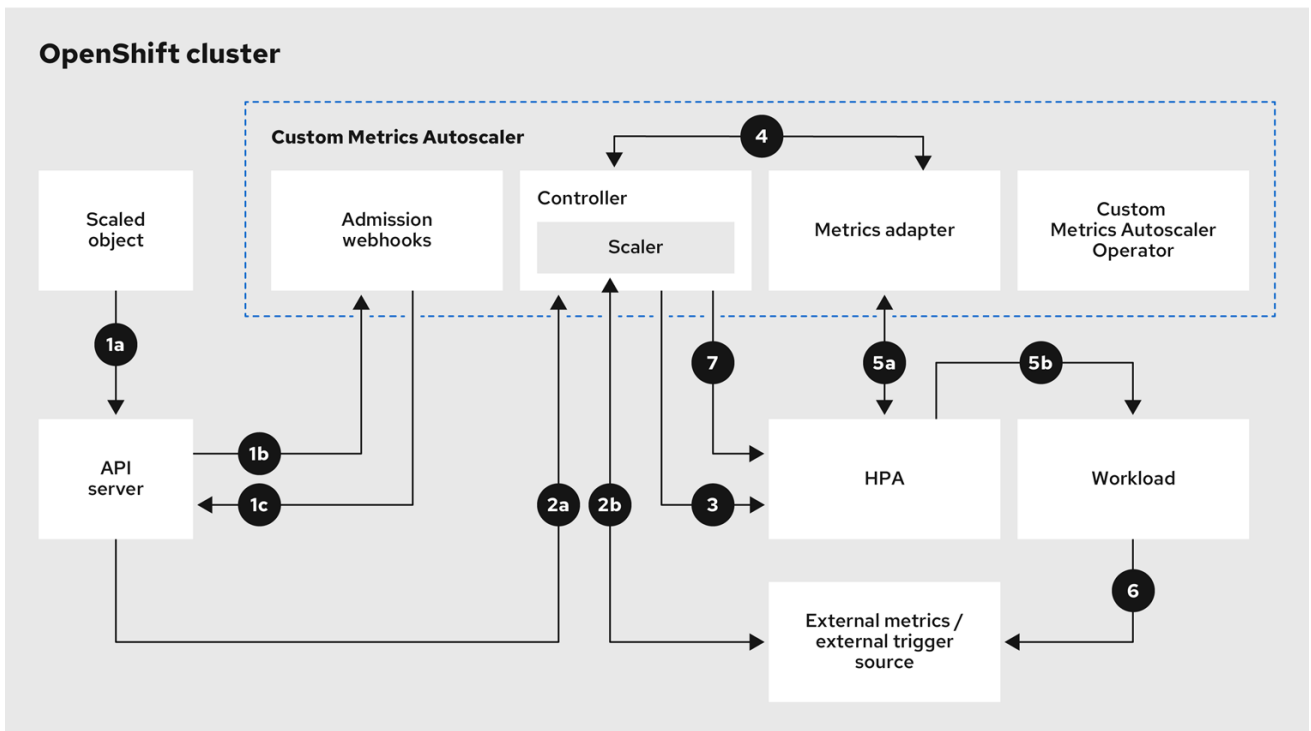 OpenShift cluster
Custom Metrics Autoscaler
4
Scaled
object
Admission
webhooks
Controller
Scaler
Metrics adapter
Custom
Metrics Autoscaler
Operator
1a
7
5a
5b
API
server
1b
1c
2a
2b
3
HPA
Workload
6
External metrics /
external trigger
source